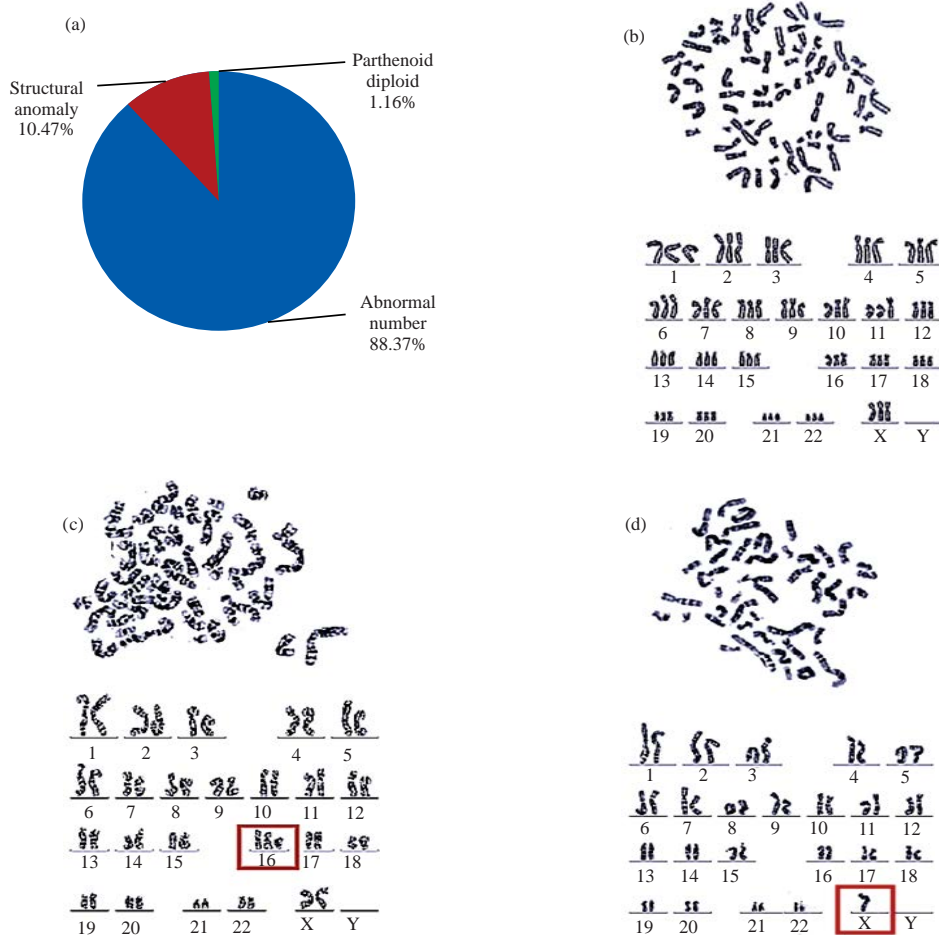 (a)
Parthenoid
diploid
1.16%
Structural
anomaly
10.47%
Abnormal
number
88.37%
(b)
1 2 3 4 5
6 7 8 9 10 11 12
13 14 15 16 17 18
19 20 21 22 X Y
(c)
1 2 3 4 5
6 7 8 9 10 11 12
13 14 15 16 17 18
19 20 21 22 X Y
(d)
1 2 3 4 5
6 7 8 9 10 11 12
13 14 15 16 17 18
19 20 21 22 X Y